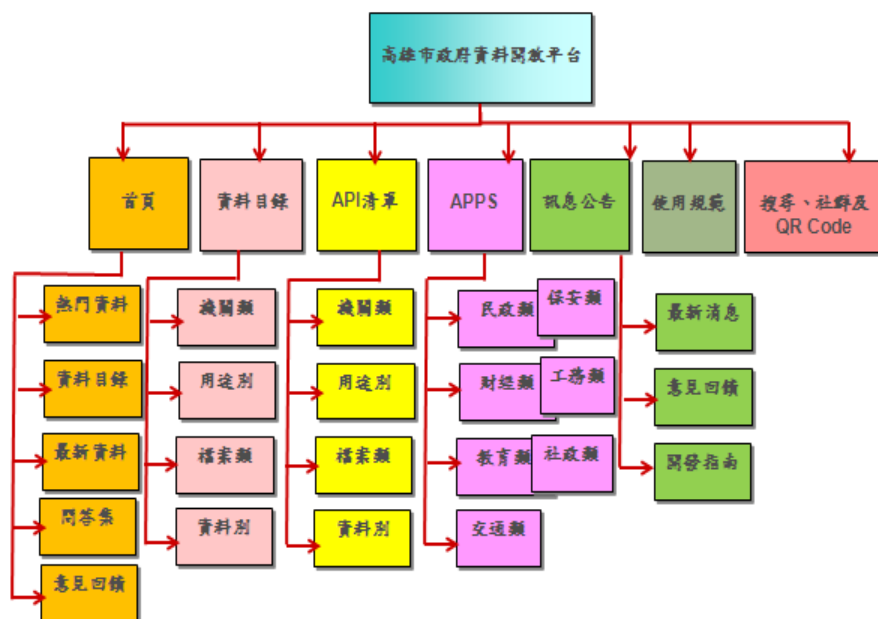 高雄市政府資料開放平台
首頁
資料目錄
API清單
APPS
訊息公告
使用規範
搜尋、社群及
QR Code
熱門資料
資料目錄
最新資料
問答集
意見回饋
機關類
用途別
檔案類
資料別
機關類
用途別
檔案類
資料別
民政類
財經類
教育類
交通類
保安類
工務類
社政類
最新消息
意見回饋
開發指南